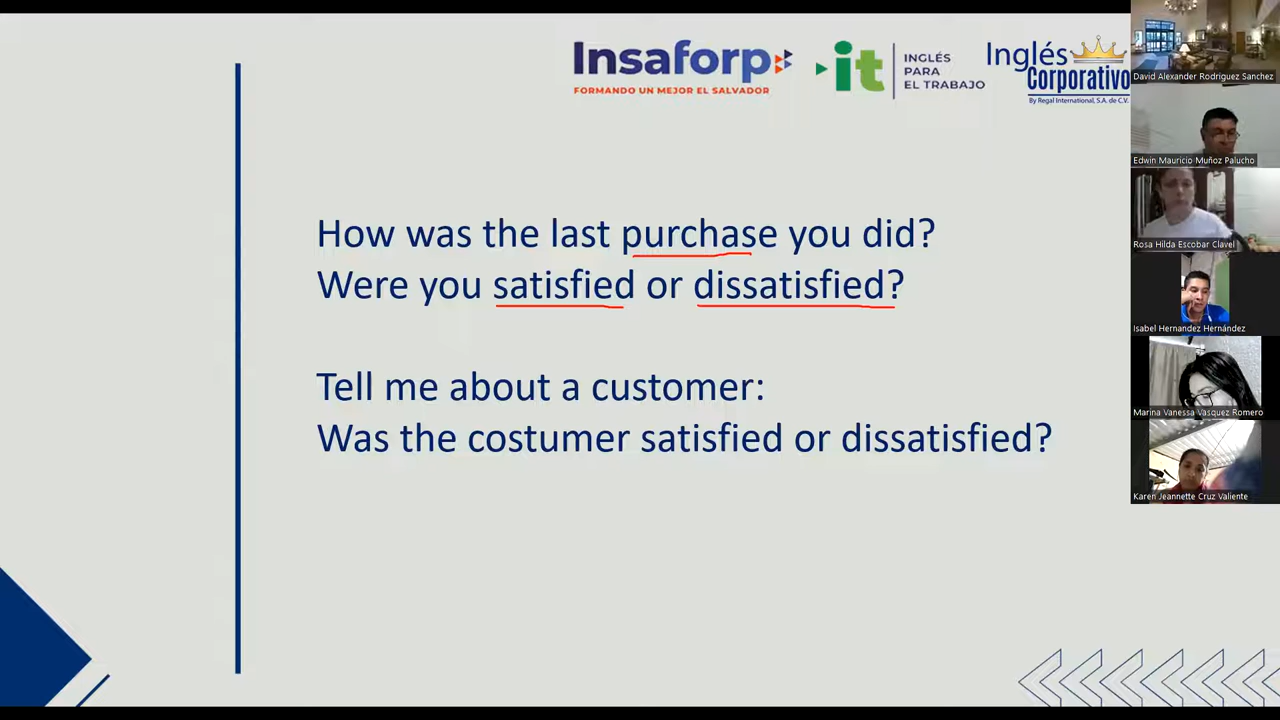 Insaforp
FORMANDO UN MEJOR EL SALVADOR
it
INGLÉS
PARA
EL TRABAJO
Inglés
Corporativo
By Regal International, S.A. de C.V.
How was the last purchase you did?
Were you satisfied or dissatisfied?
Tell me about a customer:
Was the costumer satisfied or dissatisfied?
David Alexander Rodriguez Sanchez
Edwin Mauricio Muñoz Palucho
Rosa Hilda Escobar Clavel
Isabel Hernandez Hernández
Marina Vanessa Vasquez Romero
Karen Jeannette Cruz Valiente